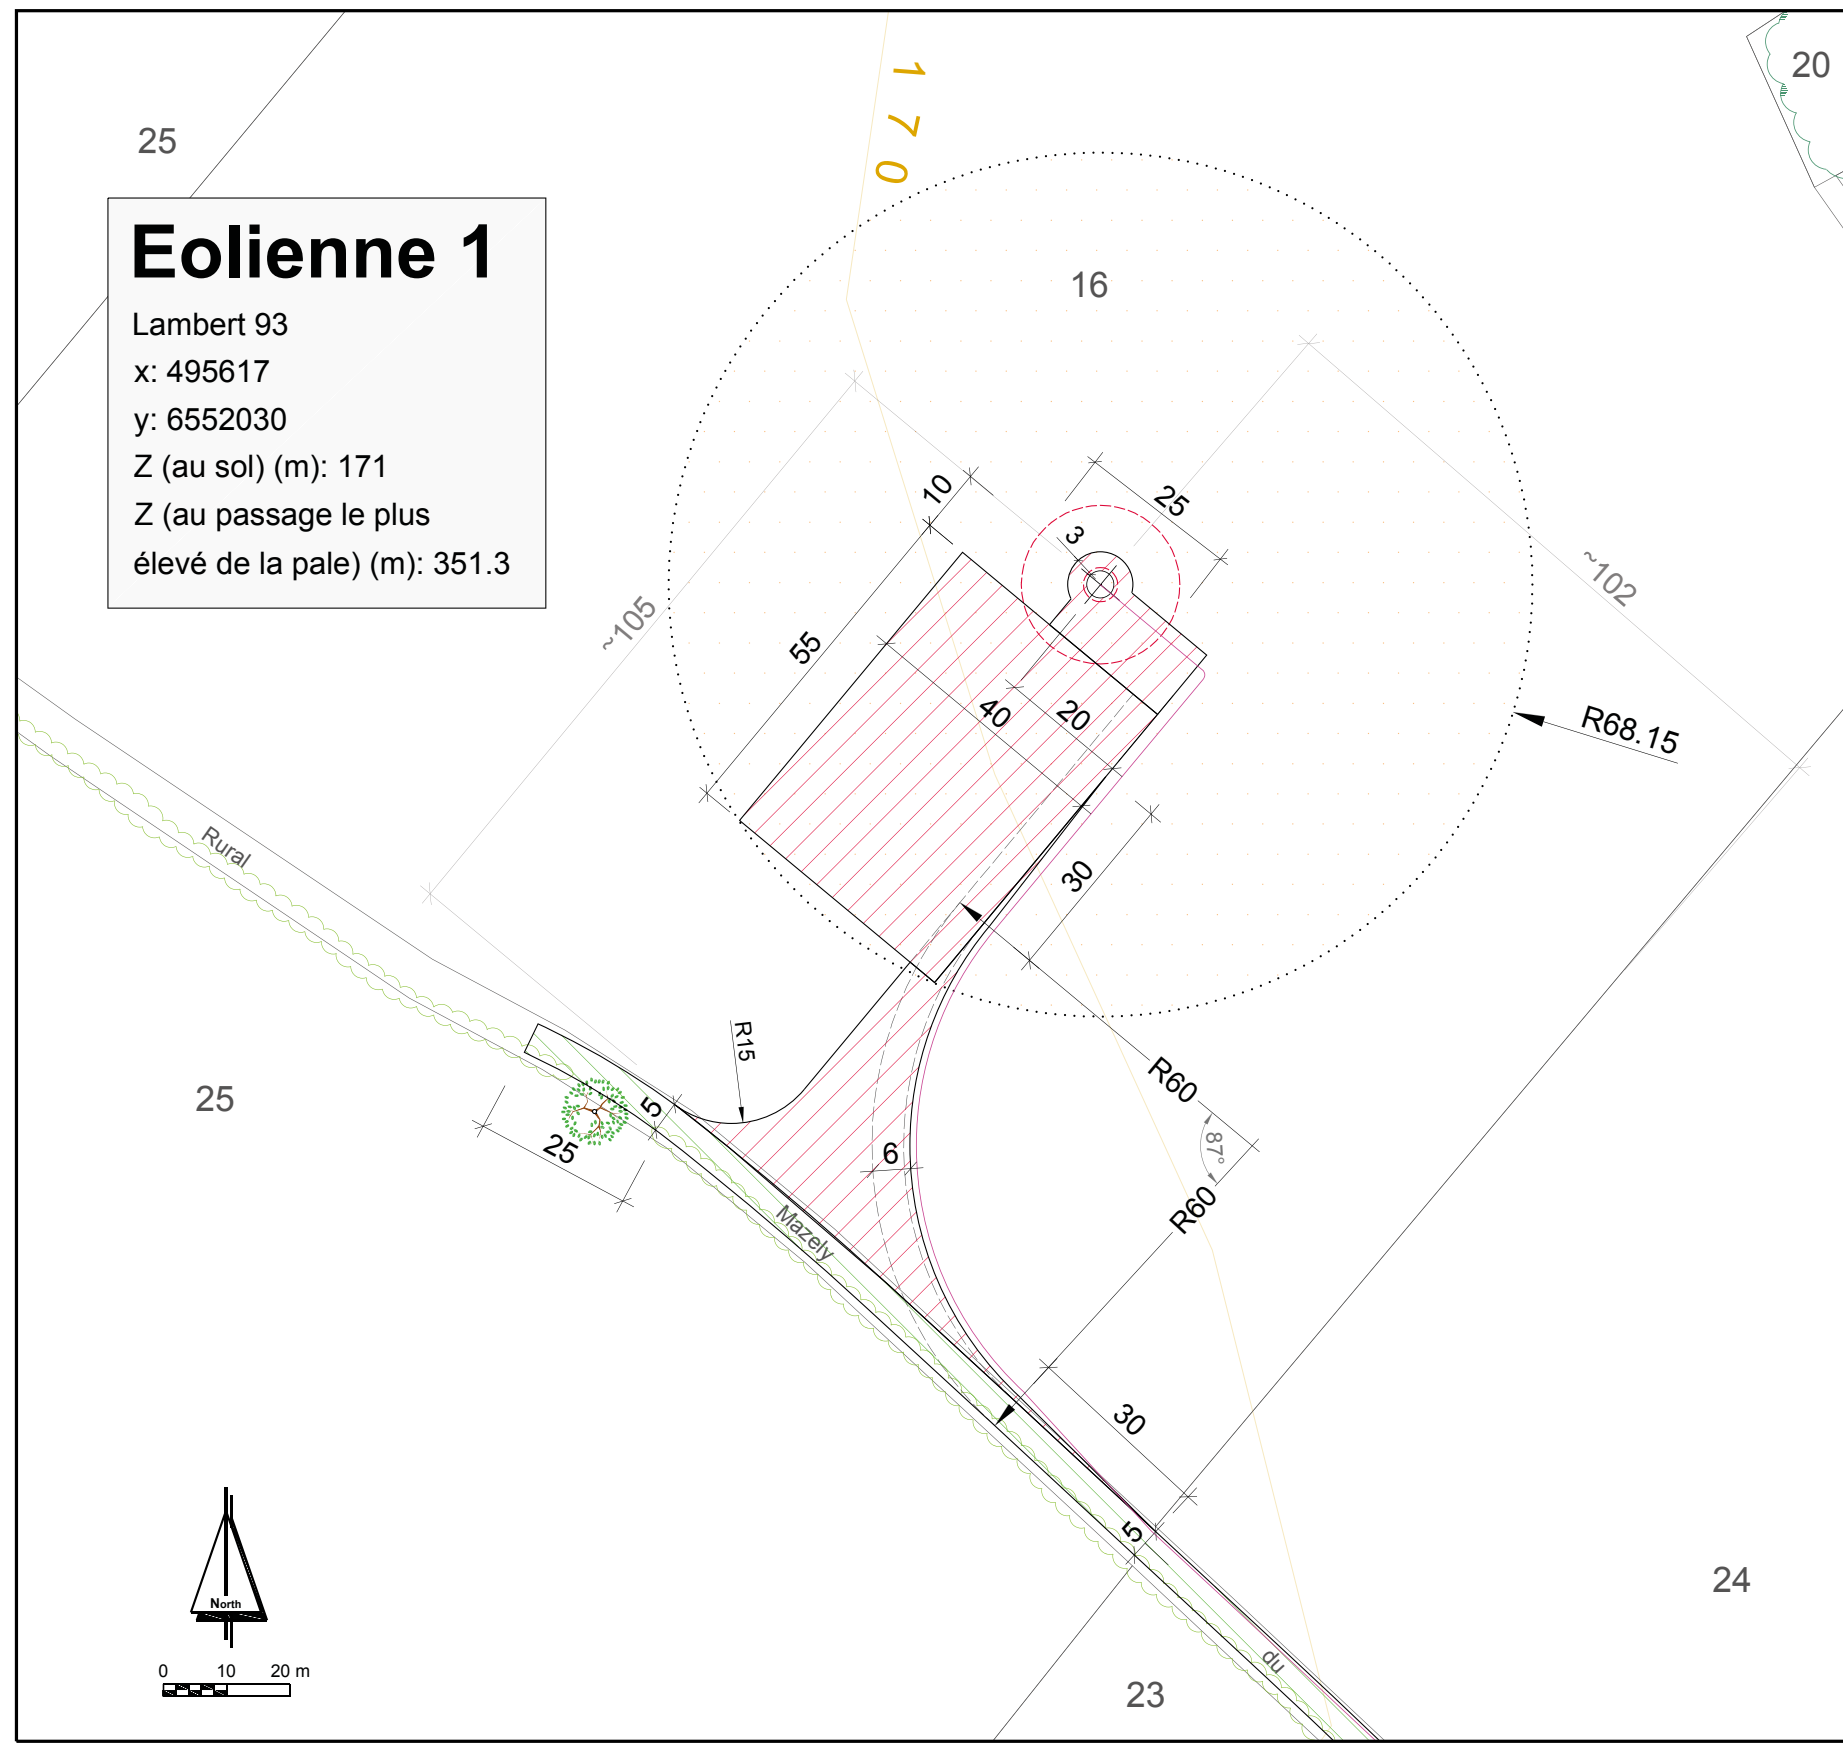 170
20
25
Eolienne 1
Lambert 93
x: 495617
y: 6552030
Z (au sol) (m): 171
Z (au passage le plus
élevé de la pale) (m): 351.3
16
10
25
3
~105
~102
55
40
20
R68.15
Rural
30
R15
R60
87°
R60
25
5
25
6
Mazely
30
5
24
du
23
North
0 10 20 m